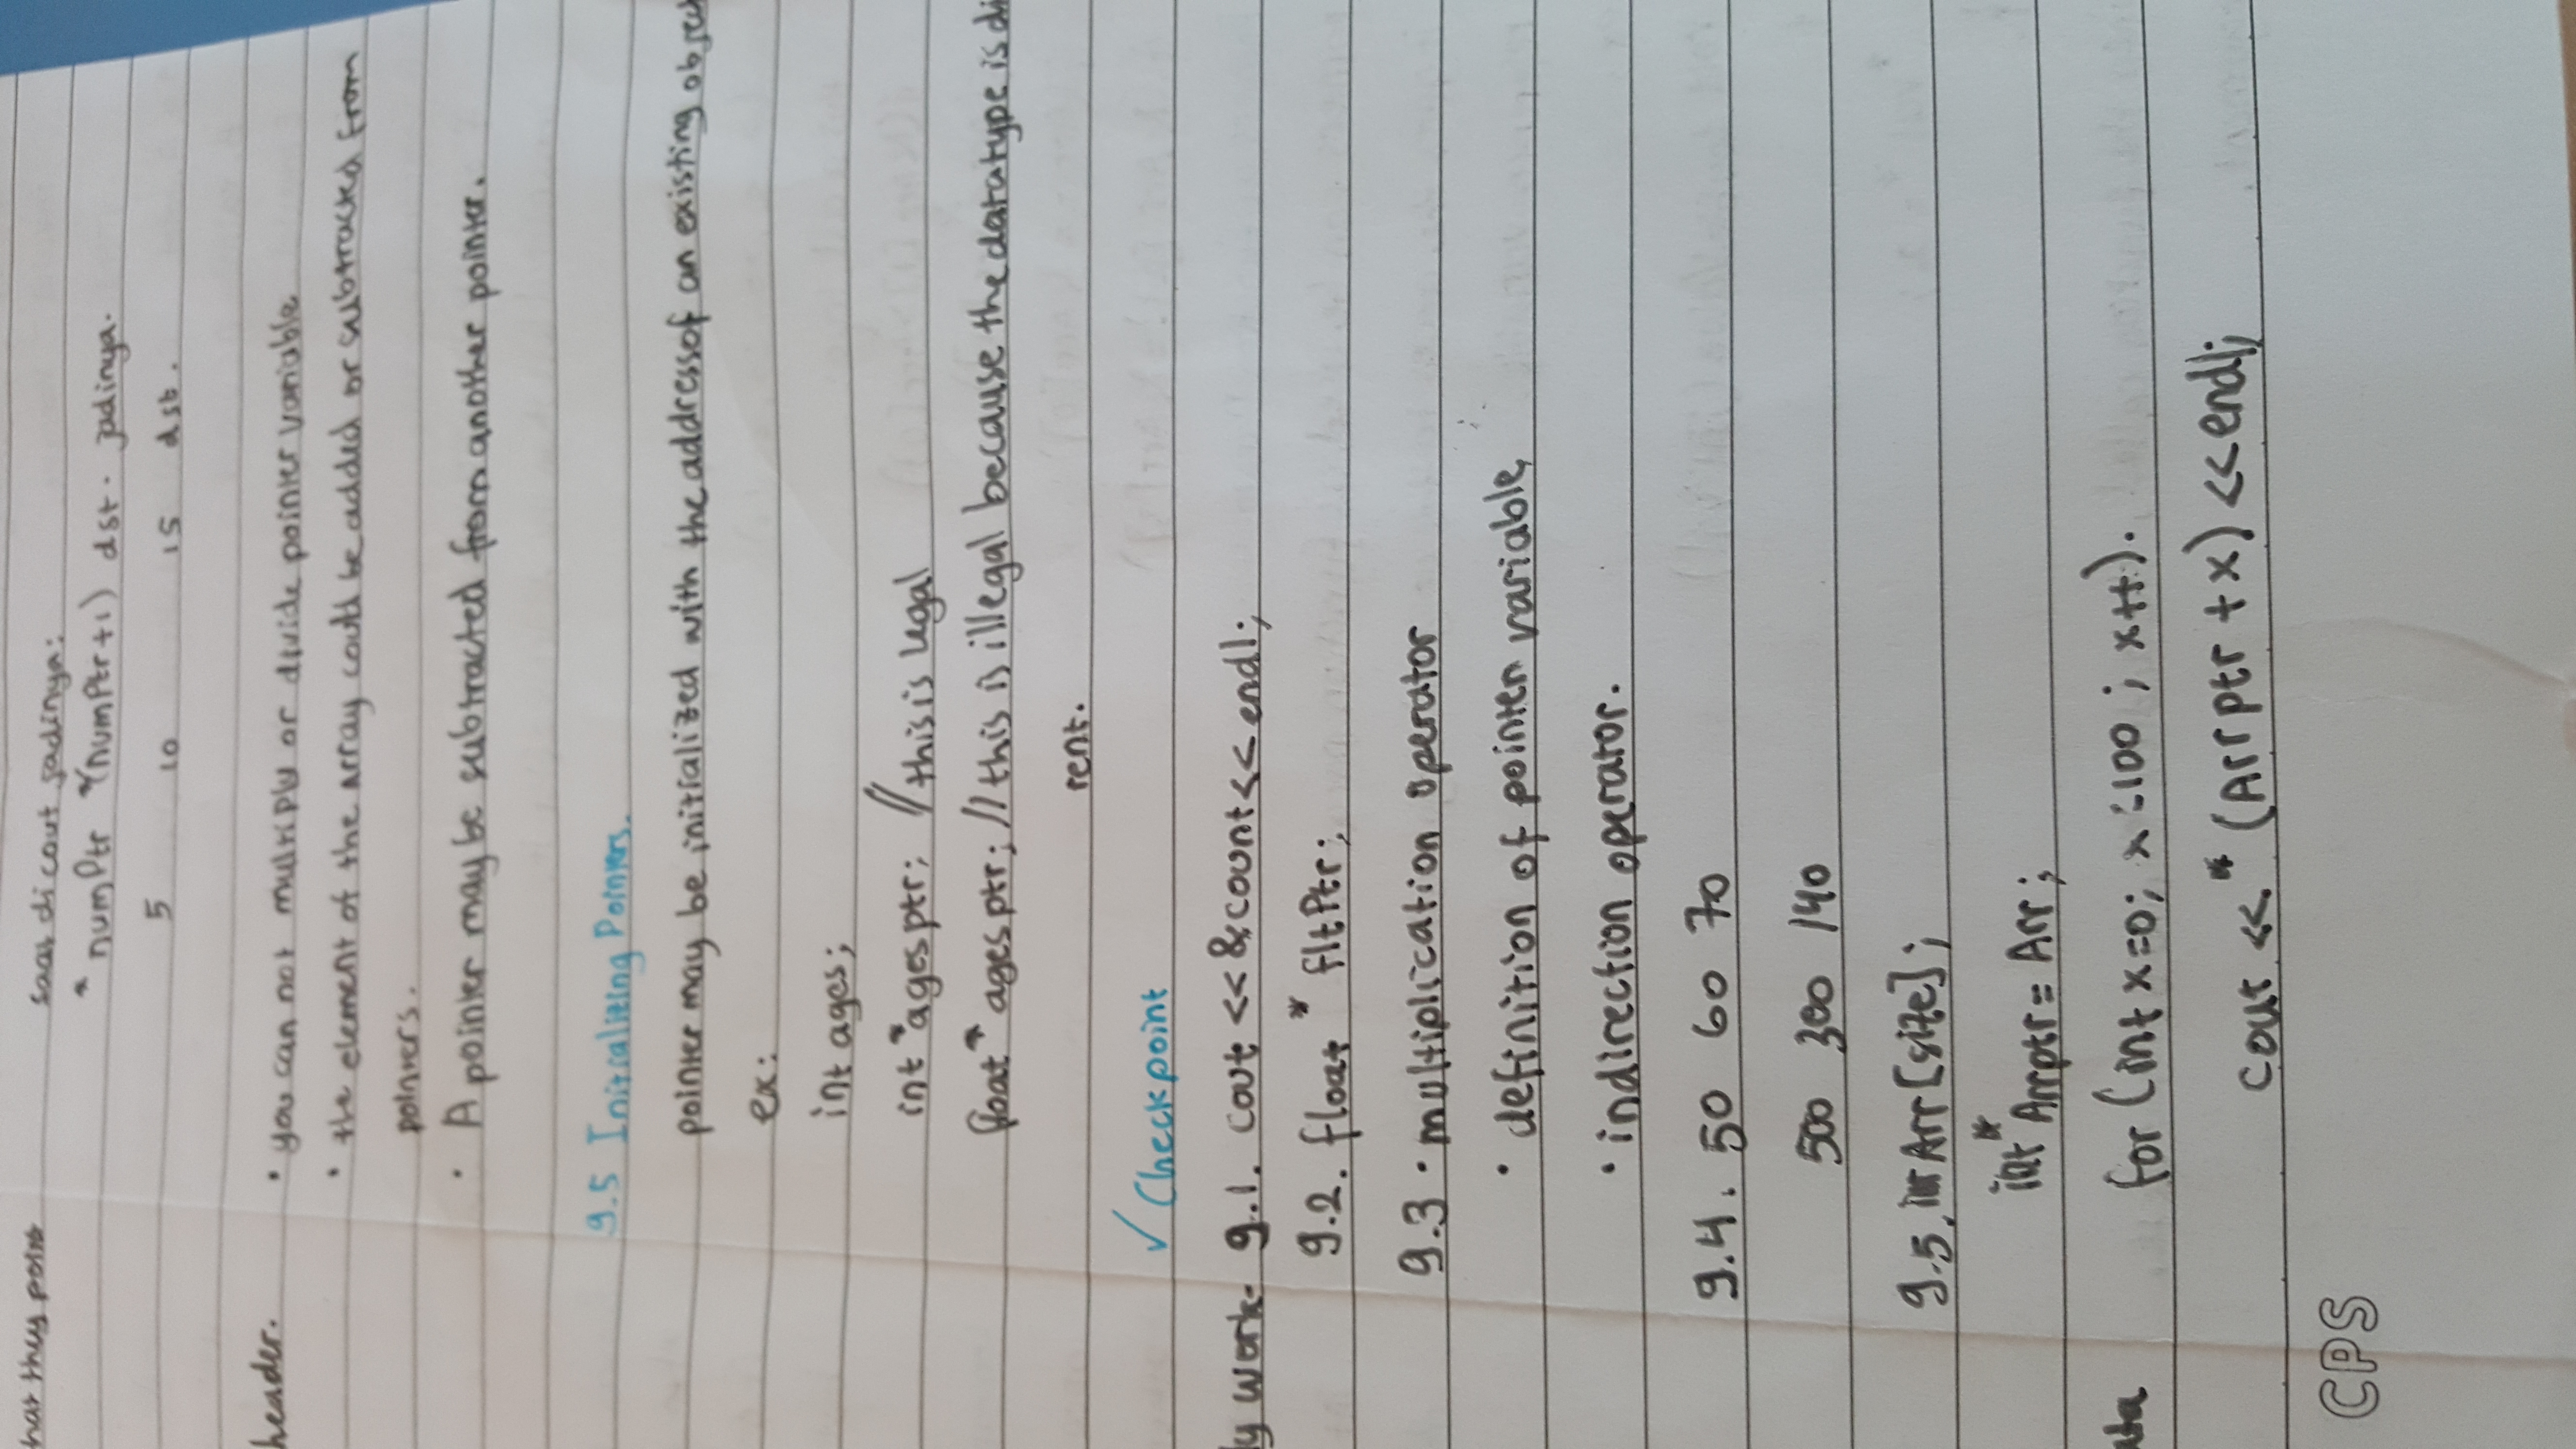 hat they point
saat di cout jadinya:
* numPtr *(numPtr+1) dst. jadinya.
5 10 15 dst.
header.
• you can not multiply or divide pointer variable
• the element of the array could be added or subtracted from
pointers.
• A pointer may be subtracted from another pointer.
9.5 Initializing Pointers.
pointer may be initialized with the address of an existing objec
ex:
int ages;
int *agesptr; // this is legal
float * agesptr; // this is illegal because the datatype is di
rent.
✓ Checkpoint
ly work-
9.1. cout << &count << endl;
9.2. float * fltPtr;
9.3 • multiplication operator
• definition of pointer variable
• indirection operator.
9.4. 50 60 70
500 300 140
9.5. int Arr[size];
int * Arrptr = Arr;
ata
for (int x=0; x 100 ; x++).
cout << * (Arrptr + x) << endl;
CPS